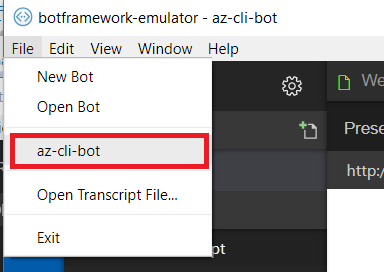 botframework-emulator - az-cli-bot
File Edit View Window Help
New Bot
Open Bot
az-cli-bot
Open Transcript File...
Exit
We
Prese
http:/
pt